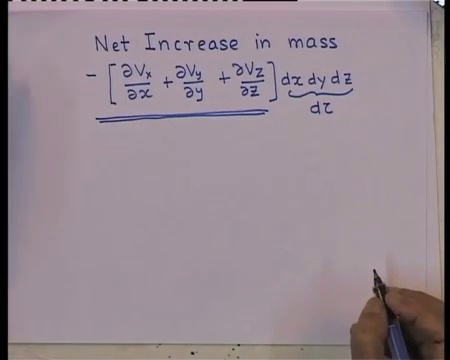 Net Increase in mass
- [ ∂Vx/∂x + ∂Vy/∂y + ∂Vz/∂z ] dx dy dz
dτ